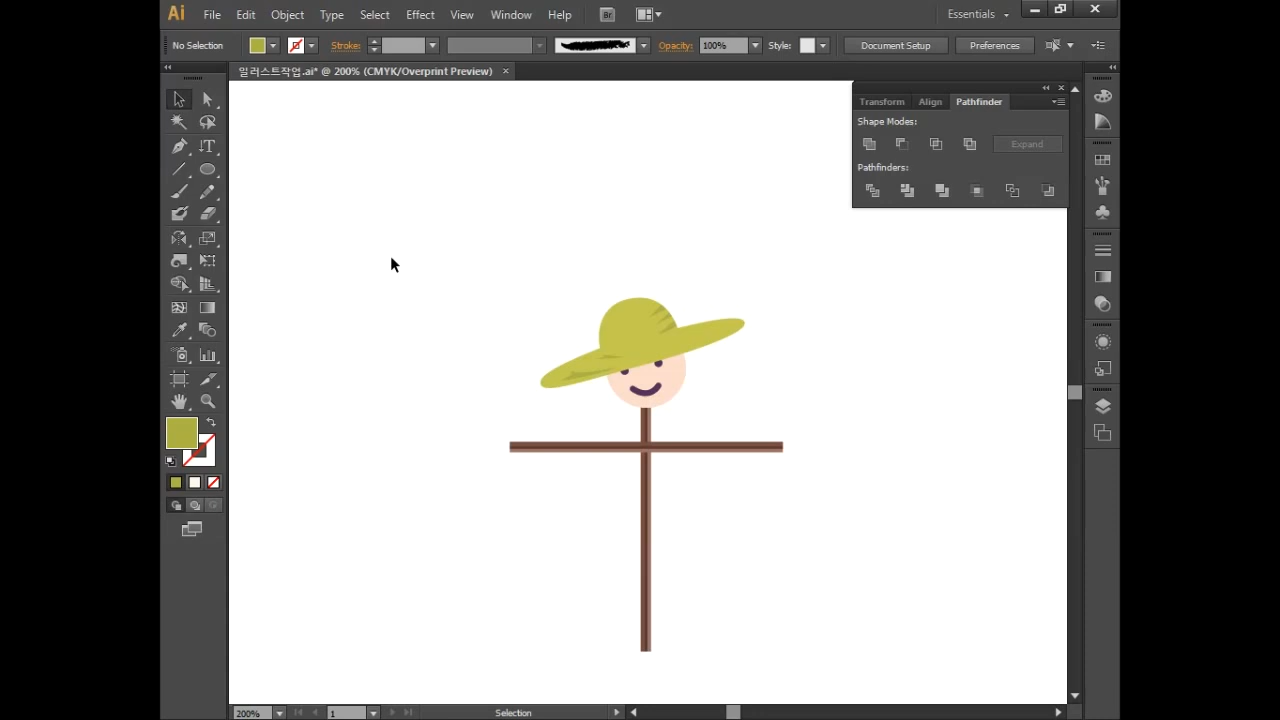 Ai File Edit Object Type Select Effect View Window Help Br Essentials
No Selection Stroke: Opacity: 100% Style: Document Setup Preferences
일러스트작업.ai* @ 200% (CMYK/Overprint Preview)
Transform Align Pathfinder
Shape Modes:
Expand
Pathfinders:
200% 1 Selection